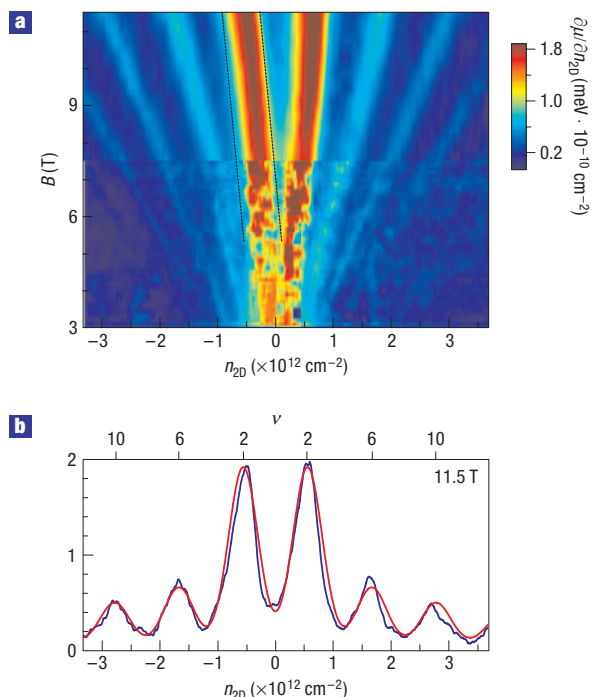 a
B (T)
9
6
3
−3 −2 −1 0 1 2 3
n2D (×10¹² cm⁻²)
1.8
1.0
0.2
∂μ/∂n2D
(meV · 10⁻¹⁰ cm⁻²)
b
ν
10 6 2 2 6 10
11.5 T
2
1
0
−3 −2 −1 0 1 2 3
n2D (×10¹² cm⁻²)